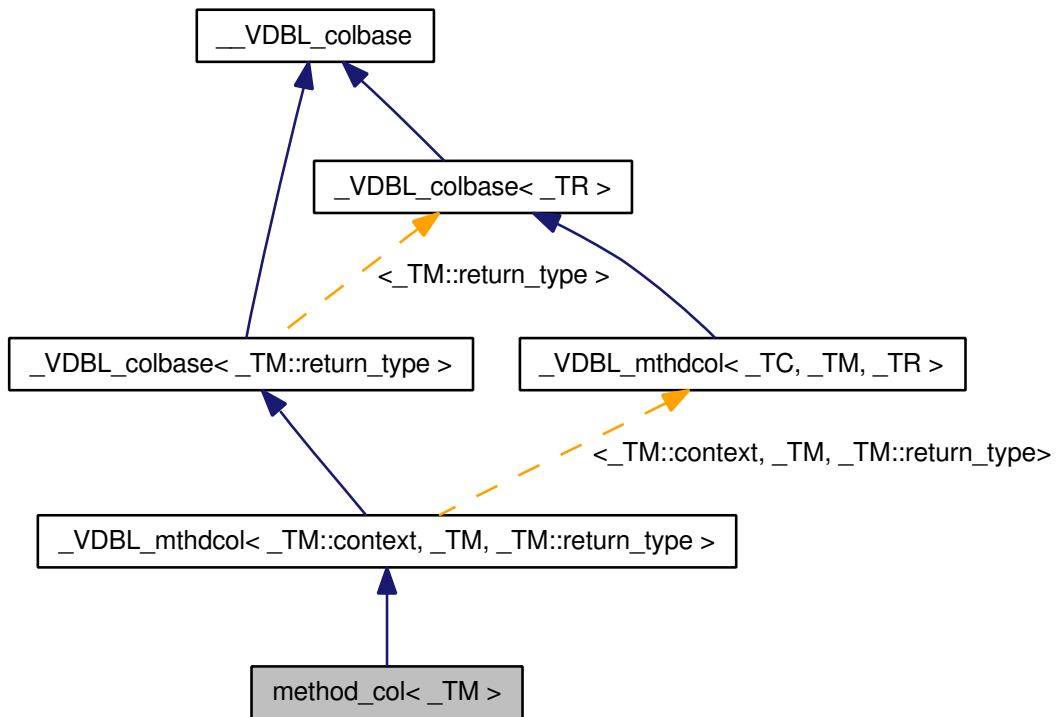 __VDBL_colbase
_VDBL_colbase< _TR >
<_TM::return_type >
_VDBL_colbase< _TM::return_type >
_VDBL_mthdcol< _TC, _TM, _TR >
<_TM::context, _TM, _TM::return_type>
_VDBL_mthdcol< _TM::context, _TM, _TM::return_type >
method_col< _TM >